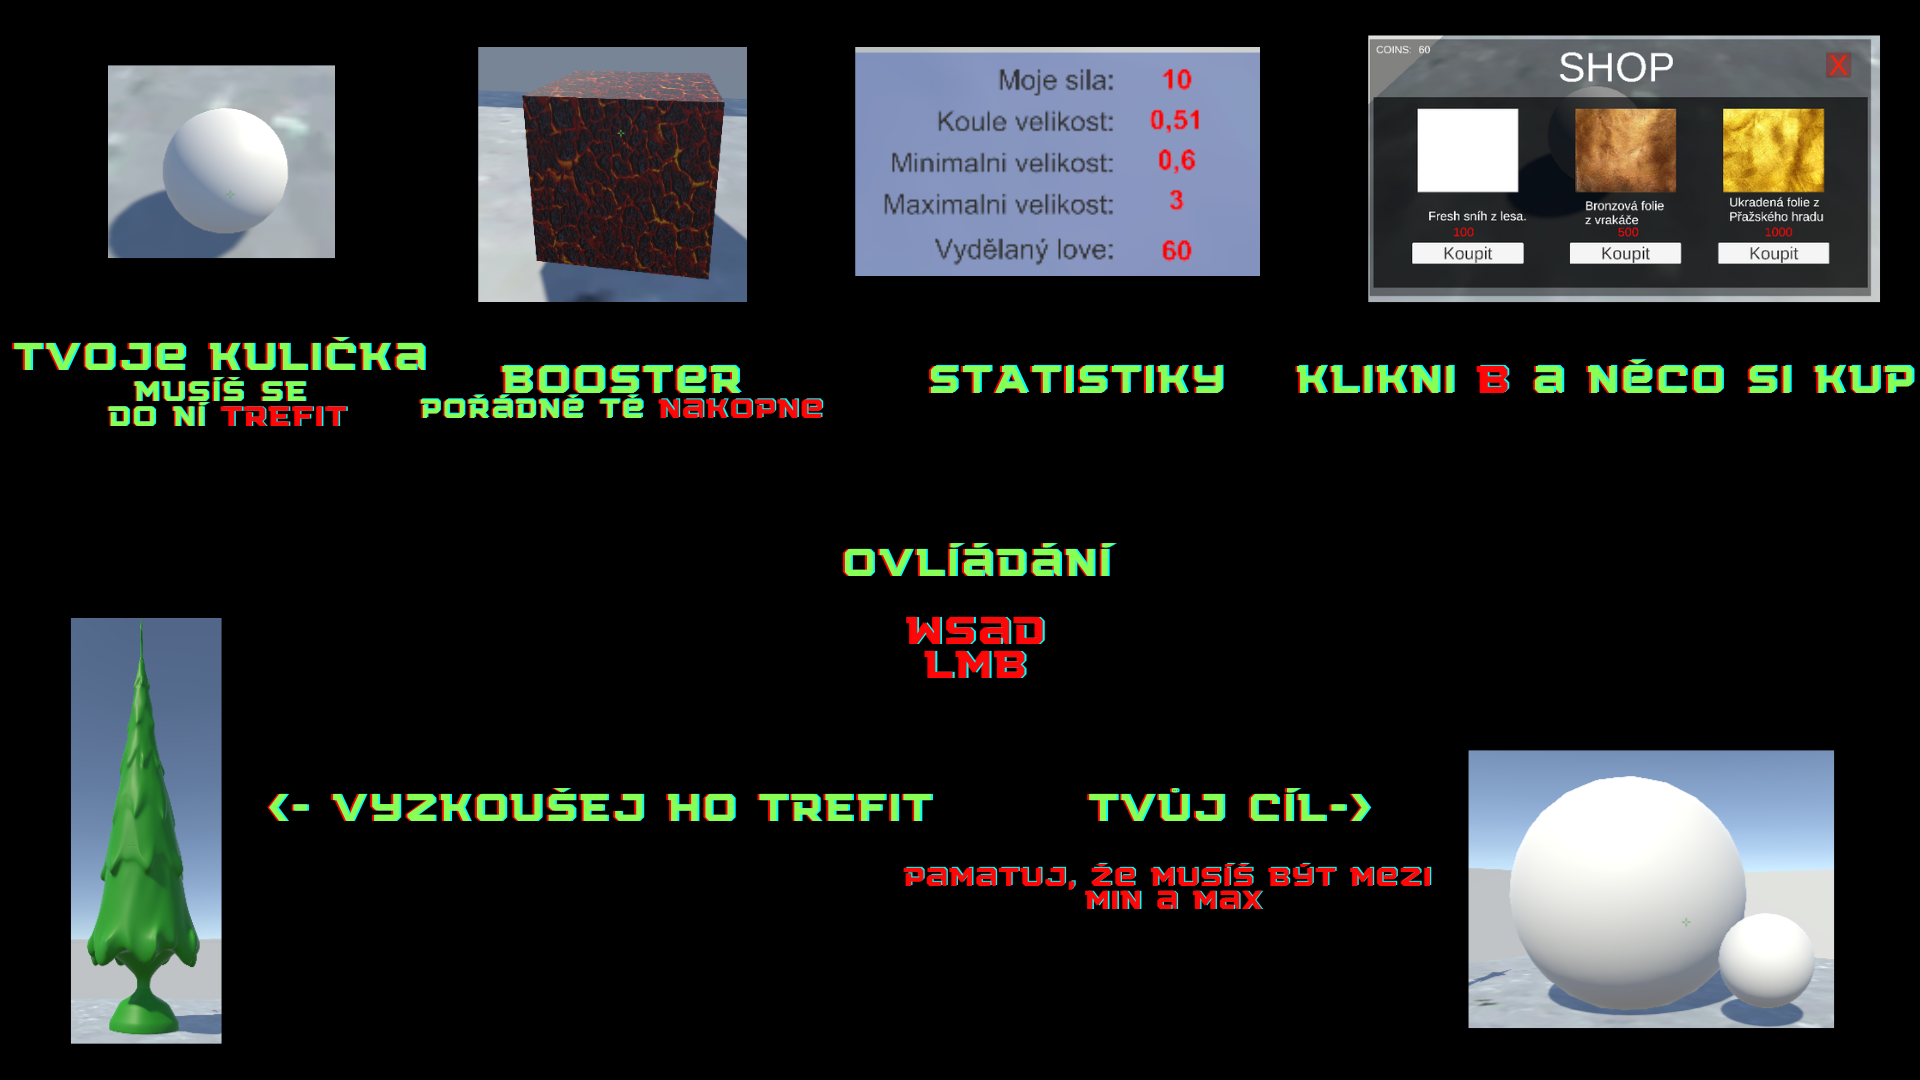 Moje sila: 10
Koule velikost: 0,51
Minimalni velikost: 0,6
Maximalni velikost: 3
Vydělaný love: 60
COINS: 60
SHOP
X
Fresh sníh z lesa.
100
Koupit
Bronzová folie
z vrakáče
500
Koupit
Ukradená folie z
Přažského hradu
1000
Koupit
TVOJE KULIČKA
MUSÍŠ SE
DO NÍ TREFIT
BOOSTER
POŘÁDNĚ TĚ NAKOPNE
STATISTIKY
KLIKNI B A NĚCO SI KUP
OVLÍÁDÁNÍ
WSAD
LMB
<- VYZKOUŠEJ HO TREFIT
TVŮJ CÍL->
PAMATUJ, ŽE MUSÍŠ BÝT MEZI
MIN A MAX